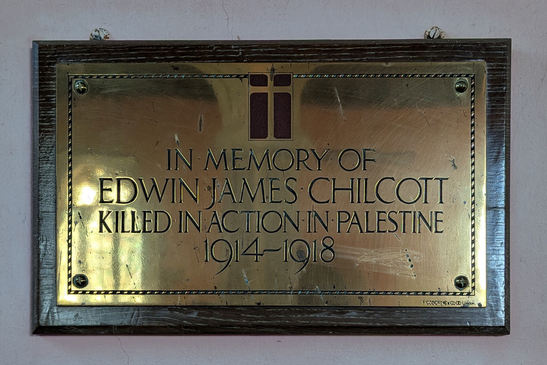 IN·MEMORY·OF
EDWIN·JAMES·CHILCOTT
KILLED·IN·ACTION·IN·PALESTINE
1914–1918